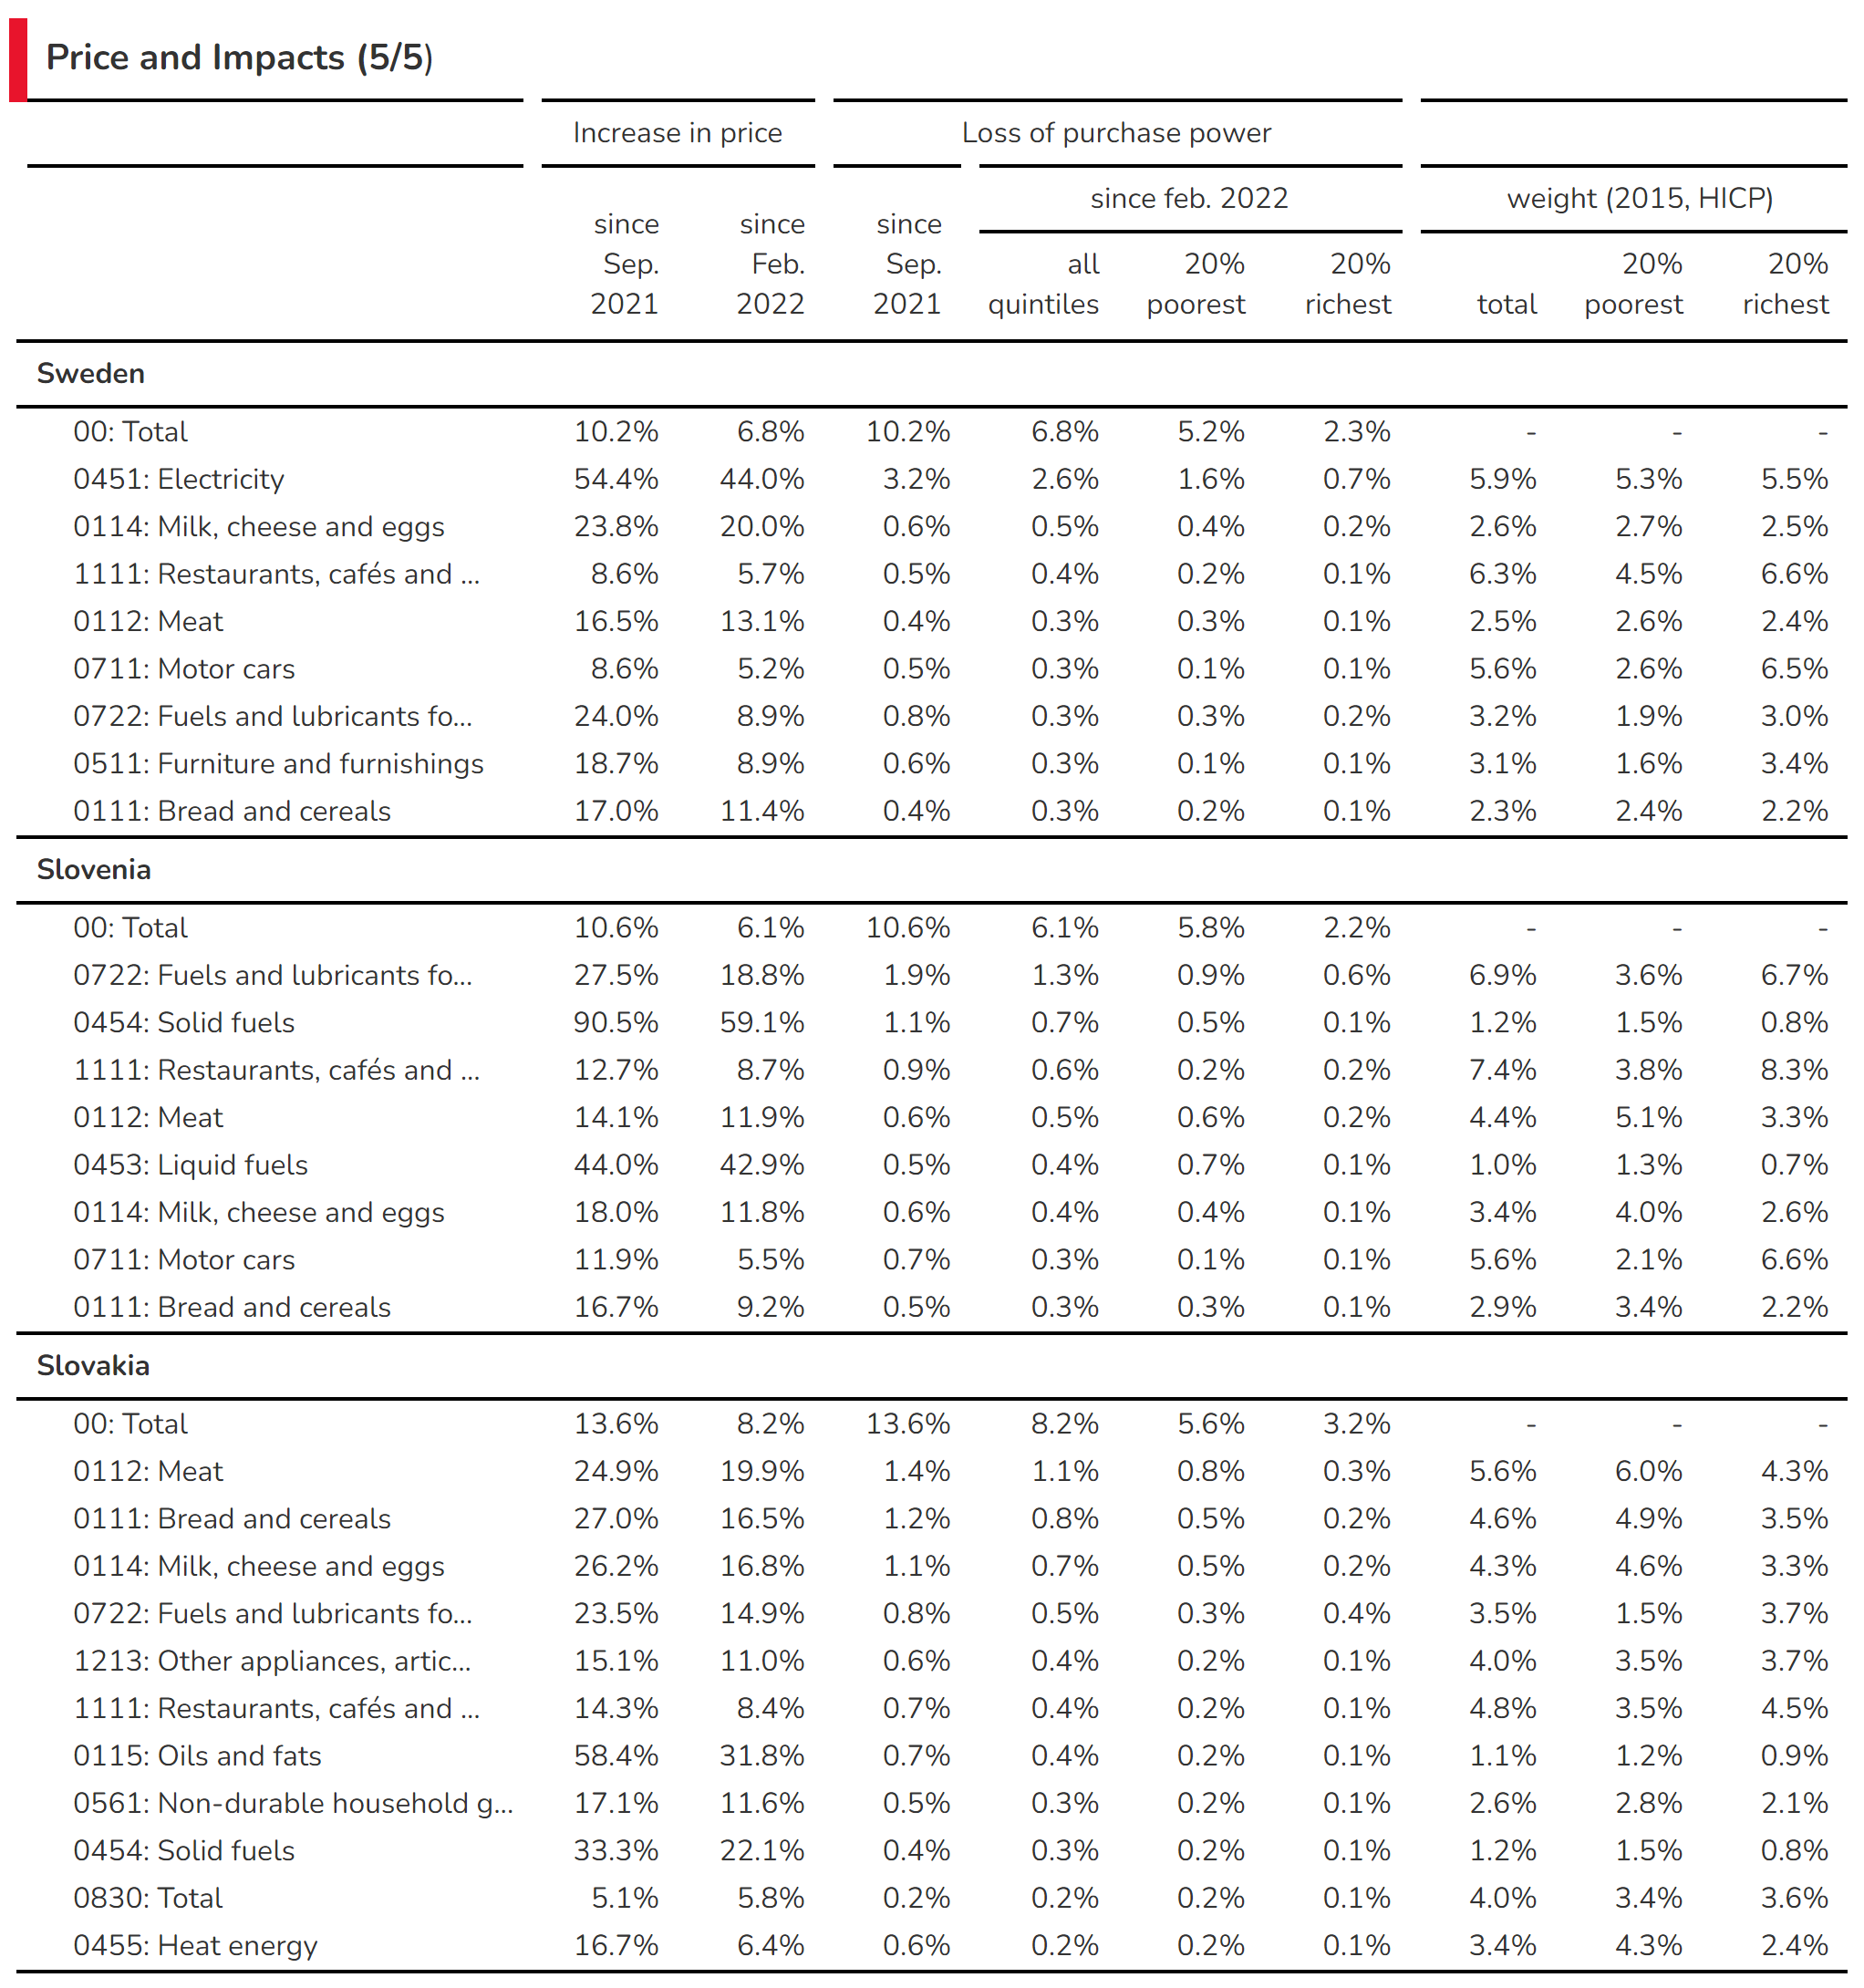 Price and Impacts (5/5)
Increase in price Loss of purchase power
since feb. 2022 weight (2015, HICP)
since since since
Sep. Feb. Sep. all 20% 20% 20% 20%
2021 2022 2021 quintiles poorest richest total poorest richest
Sweden
00: Total 10.2% 6.8% 10.2% 6.8% 5.2% 2.3% - - -
0451: Electricity 54.4% 44.0% 3.2% 2.6% 1.6% 0.7% 5.9% 5.3% 5.5%
0114: Milk, cheese and eggs 23.8% 20.0% 0.6% 0.5% 0.4% 0.2% 2.6% 2.7% 2.5%
1111: Restaurants, cafés and ... 8.6% 5.7% 0.5% 0.4% 0.2% 0.1% 6.3% 4.5% 6.6%
0112: Meat 16.5% 13.1% 0.4% 0.3% 0.3% 0.1% 2.5% 2.6% 2.4%
0711: Motor cars 8.6% 5.2% 0.5% 0.3% 0.1% 0.1% 5.6% 2.6% 6.5%
0722: Fuels and lubricants fo... 24.0% 8.9% 0.8% 0.3% 0.3% 0.2% 3.2% 1.9% 3.0%
0511: Furniture and furnishings 18.7% 8.9% 0.6% 0.3% 0.1% 0.1% 3.1% 1.6% 3.4%
0111: Bread and cereals 17.0% 11.4% 0.4% 0.3% 0.2% 0.1% 2.3% 2.4% 2.2%
Slovenia
00: Total 10.6% 6.1% 10.6% 6.1% 5.8% 2.2% - - -
0722: Fuels and lubricants fo... 27.5% 18.8% 1.9% 1.3% 0.9% 0.6% 6.9% 3.6% 6.7%
0454: Solid fuels 90.5% 59.1% 1.1% 0.7% 0.5% 0.1% 1.2% 1.5% 0.8%
1111: Restaurants, cafés and ... 12.7% 8.7% 0.9% 0.6% 0.2% 0.2% 7.4% 3.8% 8.3%
0112: Meat 14.1% 11.9% 0.6% 0.5% 0.6% 0.2% 4.4% 5.1% 3.3%
0453: Liquid fuels 44.0% 42.9% 0.5% 0.4% 0.7% 0.1% 1.0% 1.3% 0.7%
0114: Milk, cheese and eggs 18.0% 11.8% 0.6% 0.4% 0.4% 0.1% 3.4% 4.0% 2.6%
0711: Motor cars 11.9% 5.5% 0.7% 0.3% 0.1% 0.1% 5.6% 2.1% 6.6%
0111: Bread and cereals 16.7% 9.2% 0.5% 0.3% 0.3% 0.1% 2.9% 3.4% 2.2%
Slovakia
00: Total 13.6% 8.2% 13.6% 8.2% 5.6% 3.2% - - -
0112: Meat 24.9% 19.9% 1.4% 1.1% 0.8% 0.3% 5.6% 6.0% 4.3%
0111: Bread and cereals 27.0% 16.5% 1.2% 0.8% 0.5% 0.2% 4.6% 4.9% 3.5%
0114: Milk, cheese and eggs 26.2% 16.8% 1.1% 0.7% 0.5% 0.2% 4.3% 4.6% 3.3%
0722: Fuels and lubricants fo... 23.5% 14.9% 0.8% 0.5% 0.3% 0.4% 3.5% 1.5% 3.7%
1213: Other appliances, artic... 15.1% 11.0% 0.6% 0.4% 0.2% 0.1% 4.0% 3.5% 3.7%
1111: Restaurants, cafés and ... 14.3% 8.4% 0.7% 0.4% 0.2% 0.1% 4.8% 3.5% 4.5%
0115: Oils and fats 58.4% 31.8% 0.7% 0.4% 0.2% 0.1% 1.1% 1.2% 0.9%
0561: Non-durable household g... 17.1% 11.6% 0.5% 0.3% 0.2% 0.1% 2.6% 2.8% 2.1%
0454: Solid fuels 33.3% 22.1% 0.4% 0.3% 0.2% 0.1% 1.2% 1.5% 0.8%
0830: Total 5.1% 5.8% 0.2% 0.2% 0.2% 0.1% 4.0% 3.4% 3.6%
0455: Heat energy 16.7% 6.4% 0.6% 0.2% 0.2% 0.1% 3.4% 4.3% 2.4%